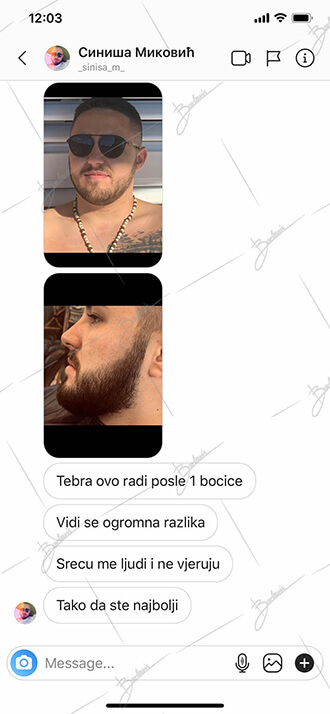 12:03
Синиша Миковић
_sinisa_m_
Tebra ovo radi posle 1 bocice
Vidi se ogromna razlika
Srecu me ljudi i ne vjeruju
Tako da ste najbolji
Message...